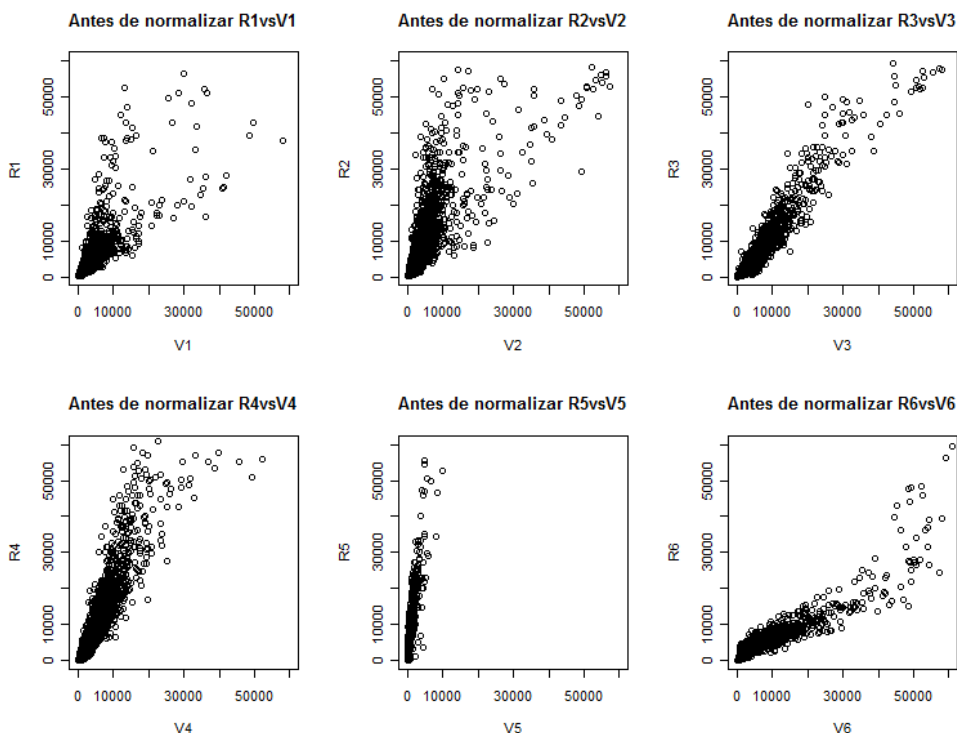 Antes de normalizar R1vsV1
R1
0 10000 30000 50000
0 10000 30000 50000
V1
Antes de normalizar R2vsV2
R2
0 10000 30000 50000
0 10000 30000 50000
V2
Antes de normalizar R3vsV3
R3
0 10000 30000 50000
0 10000 30000 50000
V3
Antes de normalizar R4vsV4
R4
0 10000 30000 50000
0 10000 30000 50000
V4
Antes de normalizar R5vsV5
R5
0 10000 30000 50000
0 10000 30000 50000
V5
Antes de normalizar R6vsV6
R6
0 10000 30000 50000
0 10000 30000 50000
V6